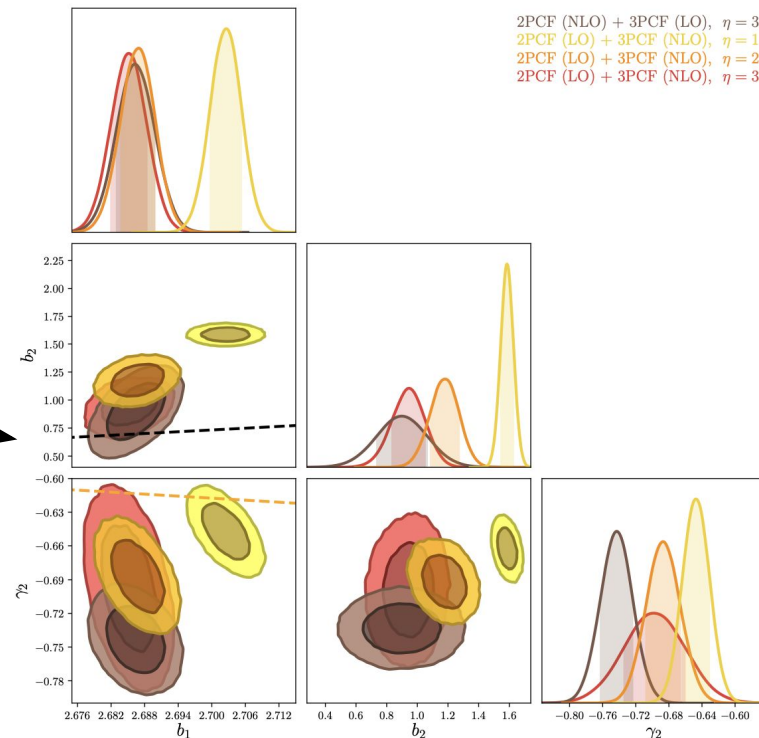 2PCF (NLO) + 3PCF (LO), η = 3
2PCF (LO) + 3PCF (NLO), η = 1
2PCF (LO) + 3PCF (NLO), η = 2
2PCF (LO) + 3PCF (NLO), η = 3
2.25
2.00
1.75
1.50
1.25
1.00
0.75
0.50
b₂
−0.60
−0.63
−0.66
−0.69
−0.72
−0.75
−0.78
γ₂
2.676 2.682 2.688 2.694 2.700 2.706 2.712
b₁
0.4 0.6 0.8 1.0 1.2 1.4 1.6
b₂
−0.80 −0.76 −0.72 −0.68 −0.64 −0.60
γ₂